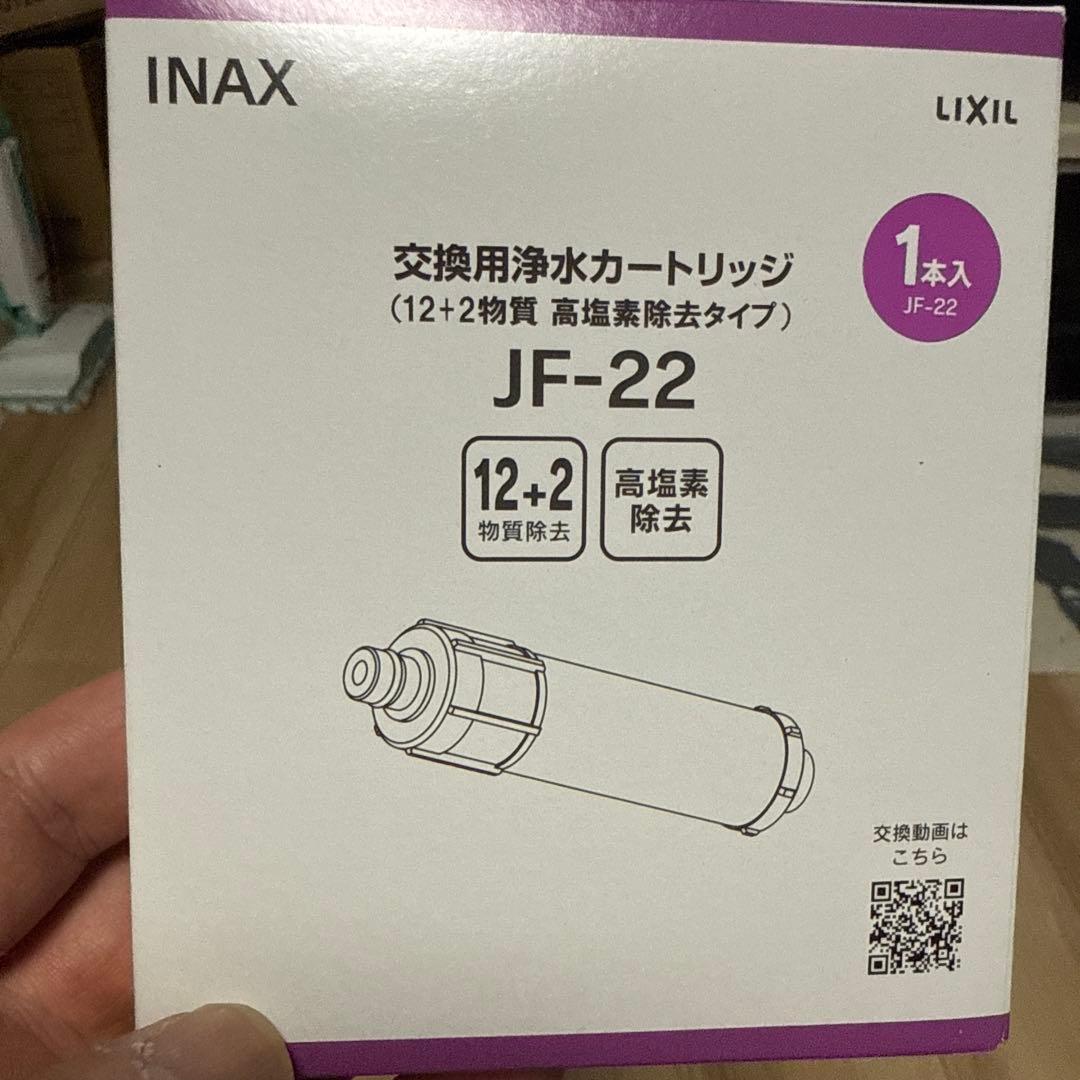 INAX
LIXIL
1本入
JF-22
交換用浄水カートリッジ
(12+2物質 高塩素除去タイプ)
JF-22
12+2
物質除去
高塩素
除去
交換動画は
こちら